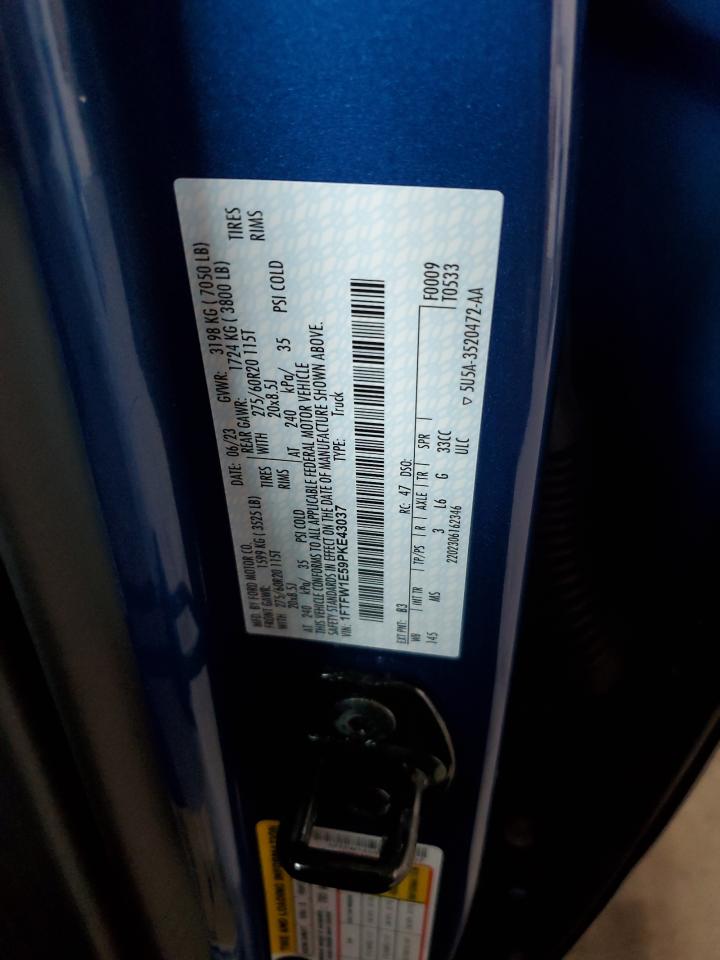 MFD. BY FORD MOTOR CO. DATE: 06/23 GVWR: 3198 KG ( 7050 LB)
FRONT GAWR: 1599 KG (3525 LB) REAR GAWR: 1724 KG ( 3800 LB)
WITH 275/60R20 115T TIRES WITH 275/60R20 115T TIRES
20x8.5J RIMS 20x8.5J RIMS
AT 240 kPa/ 35 PSI COLD AT 240 kPa/ 35 PSI COLD
THIS VEHICLE CONFORMS TO ALL APPLICABLE FEDERAL MOTOR VEHICLE
SAFETY STANDARDS IN EFFECT ON THE DATE OF MANUFACTURE SHOWN ABOVE.
VIN: 1FTFW1E59PKE43037 TYPE: Truck
EXT PNT: B3 RC: 47 DSO: F0009
WB INT TR TP/PS R AXLE TR SPR T0533
145 MS 3 L6 G 33CC
2202306162346 ULC ▽ 5U5A-3520472-AA
TIRE AND LOADING INFORMATION